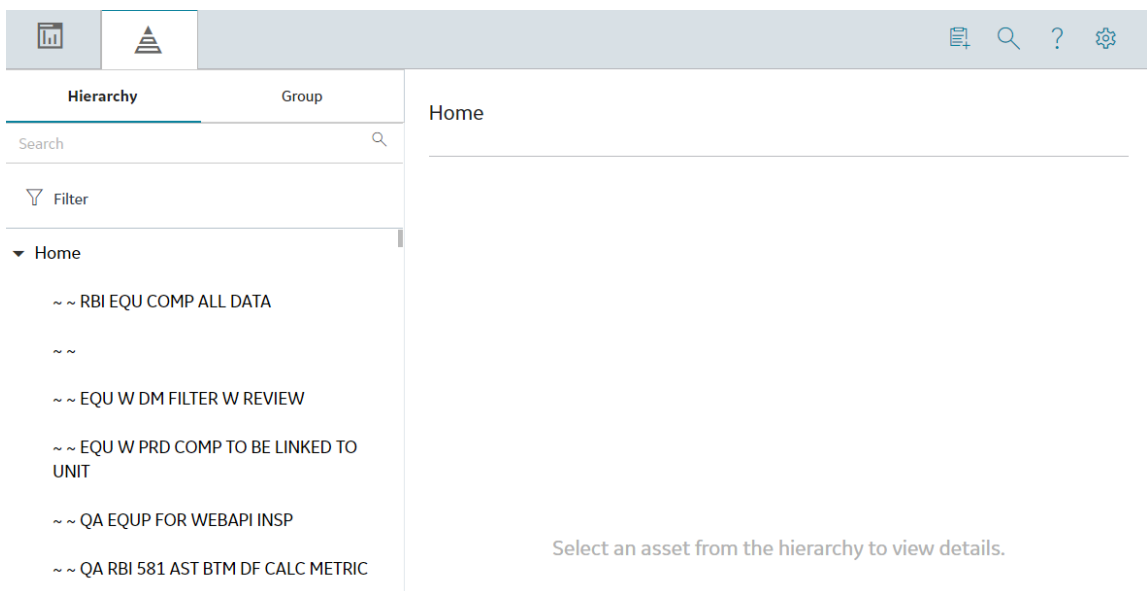 Hierarchy
Group
Search
Filter
Home
~ ~ RBI EQU COMP ALL DATA
~ ~
~ ~ EQU W DM FILTER W REVIEW
~ ~ EQU W PRD COMP TO BE LINKED TO
UNIT
~ ~ QA EQUP FOR WEBAPI INSP
~ ~ QA RBI 581 AST BTM DF CALC METRIC
Home
Select an asset from the hierarchy to view details.